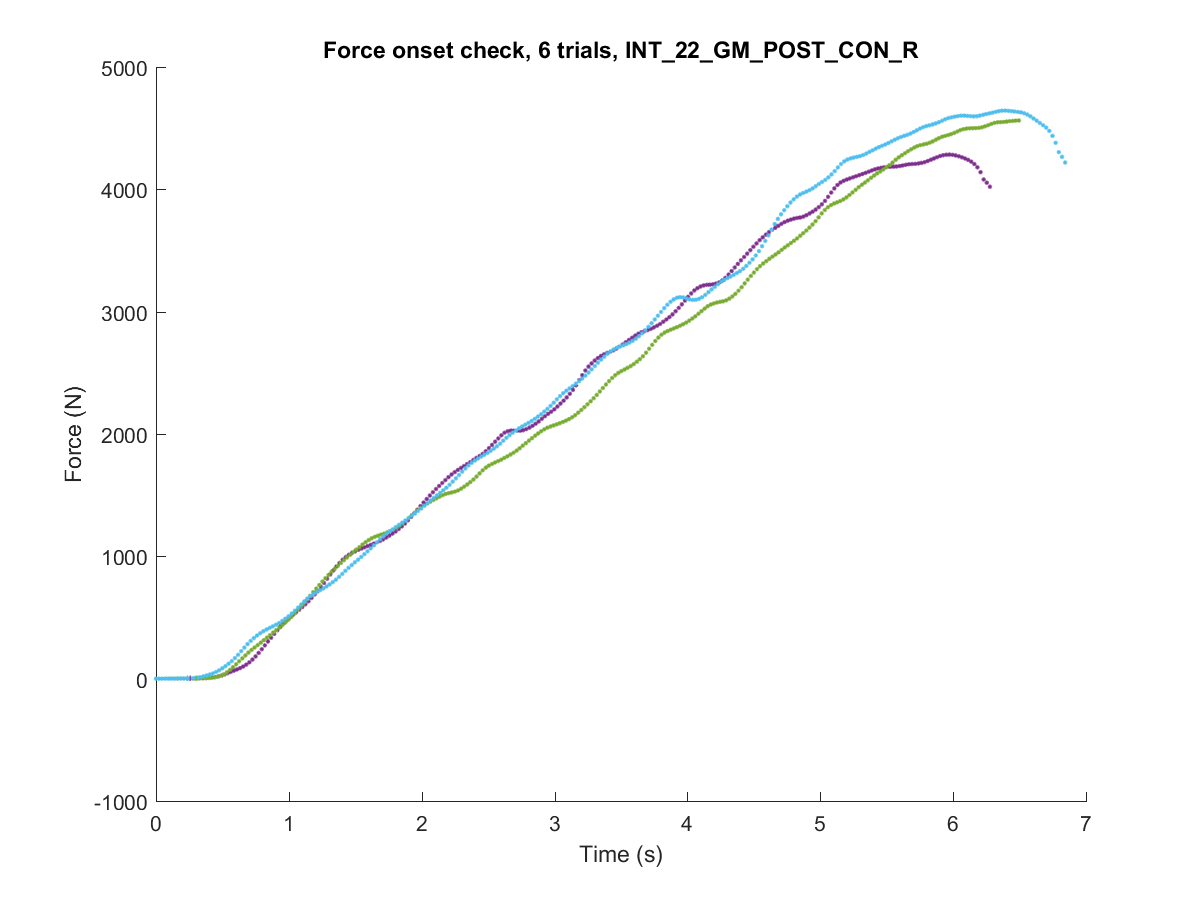 Force onset check, 6 trials, INT_22_GM_POST_CON_R
5000
4000
3000
2000
1000
0
-1000
Force (N)
0 1 2 3 4 5 6 7
Time (s)